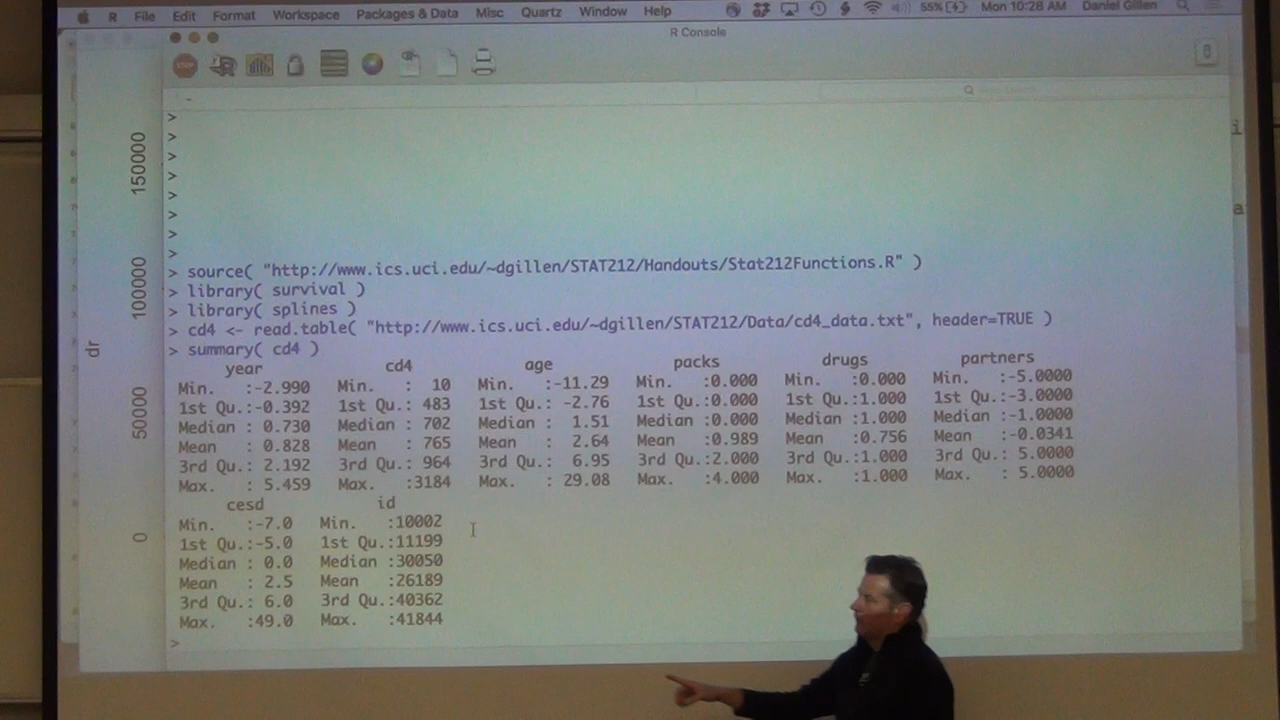 R File Edit Format Workspace Packages & Data Misc Quartz Window Help 55% Mon 10:28 AM Daniel Gillen
R Console
STOP
>
>
>
>
>
>
>
>
> source( "http://www.ics.uci.edu/~dgillen/STAT212/Handouts/Stat212Functions.R" )
> library( survival )
> library( splines )
> cd4 <- read.table( "http://www.ics.uci.edu/~dgillen/STAT212/Data/cd4_data.txt", header=TRUE )
> summary( cd4 )
year cd4 age packs drugs partners
Min. :-2.990 Min. : 10 Min. :-11.29 Min. :0.000 Min. :0.000 Min. :-5.0000
1st Qu.:-0.392 1st Qu.: 483 1st Qu.: -2.76 1st Qu.:0.000 1st Qu.:1.000 1st Qu.:-3.0000
Median : 0.730 Median : 702 Median : 1.51 Median :0.000 Median :1.000 Median :-1.0000
Mean : 0.828 Mean : 765 Mean : 2.64 Mean :0.989 Mean :0.756 Mean :-0.0341
3rd Qu.: 2.192 3rd Qu.: 964 3rd Qu.: 6.95 3rd Qu.:2.000 3rd Qu.:1.000 3rd Qu.: 5.0000
Max. : 5.459 Max. :3184 Max. : 29.08 Max. :4.000 Max. :1.000 Max. : 5.0000
cesd id
Min. :-7.0 Min. :10002
1st Qu.:-5.0 1st Qu.:11199
Median : 0.0 Median :30050
Mean : 2.5 Mean :26189
3rd Qu.: 6.0 3rd Qu.:40362
Max. :49.0 Max. :41844
>
dr
0
50000
100000
150000
i
a